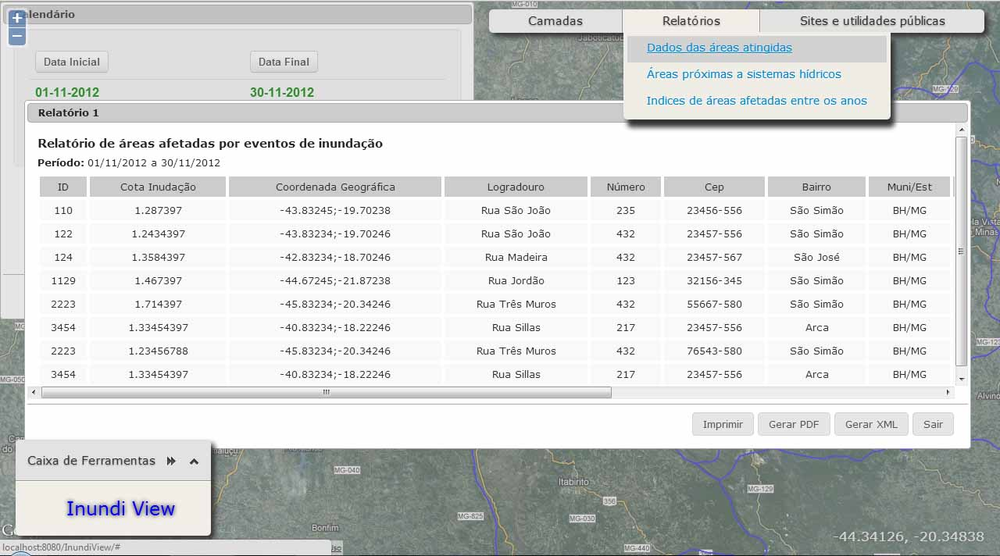 MG-010
+
Calendário
−
Camadas
Relatórios
Sites e utilidades públicas
Data Inicial
Data Final
Dados das áreas atingidas
Áreas próximas a sistemas hídricos
01-11-2012
30-11-2012
MG-129
Indices de áreas afetadas entre os anos
Relatório 1
Relatório de áreas afetadas por eventos de inundação
Período: 01/11/2012 a 30/11/2012
ID Cota Inudação Coordenada Geográfica Logradouro Número Cep Bairro Muni/Est
110 1.287397 -43.83245;-19.70238 Rua São João 235 23456-556 São Simão BH/MG
122 1.2434397 -43.83234;-19.70246 Rua São João 432 23457-556 São Simão BH/MG
124 1.3584397 -42.83234;-18.70246 Rua Madeira 432 23457-567 São José BH/MG
1129 1.467397 -44.67245;-21.87238 Rua Jordão 123 32156-345 São Simão BH/MG
2223 1.714397 -45.83234;-20.34246 Rua Três Muros 432 55667-580 São Simão BH/MG
3454 1.33454397 -40.83234;-18.22246 Rua Sillas 217 23457-556 Arca BH/MG
2223 1.23456788 -45.83234;-20.34246 Rua Três Muros 432 76543-580 São Simão BH/MG
3454 1.33454397 -40.83234;-18.22246 Rua Sillas 217 23457-556 Arca BH/MG
Imprimir
Gerar PDF
Gerar XML
Sair
Caixa de Ferramentas
Inundi View
MG-040
Itabirito
356
MG-129
MG-825
MG-030
Bonfim
MG-440
-44.34126, -20.34838
localhost:8080/InundiView/#